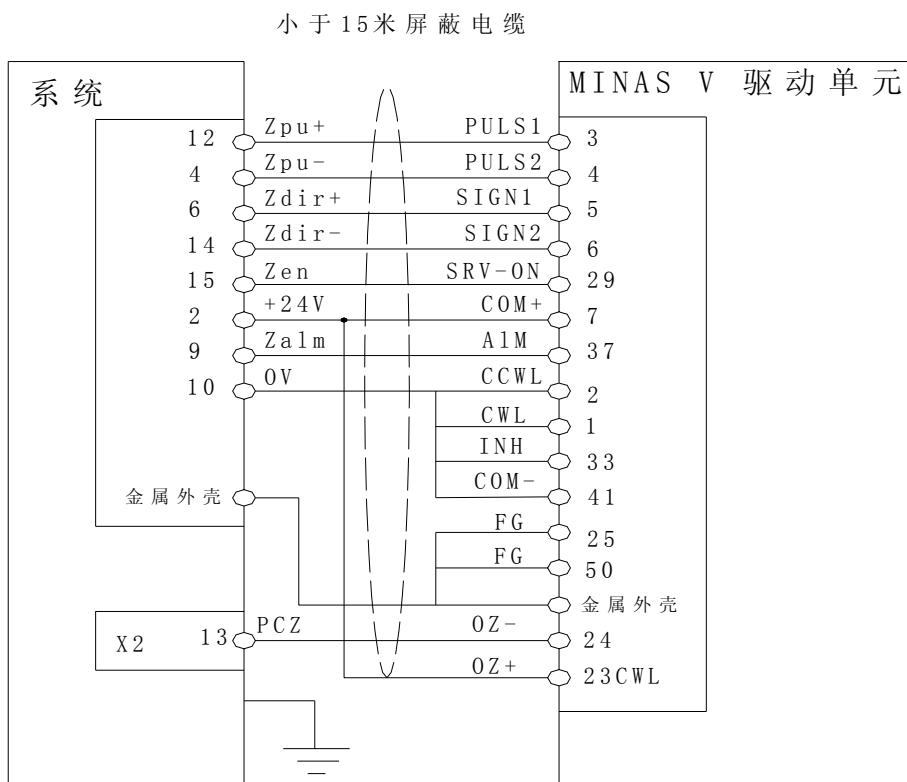 小于15米屏蔽电缆
系统
MINAS V 驱动单元
12 Zpu+ PULS1 3
4 Zpu- PULS2 4
6 Zdir+ SIGN1 5
14 Zdir- SIGN2 6
15 Zen SRV-ON 29
2 +24V COM+ 7
9 Zalm AlM 37
10 0V CCWL 2
CWL 1
INH 33
COM- 41
金属外壳
FG 25
FG 50
金属外壳
X2 13 PCZ OZ- 24
OZ+ 23CWL